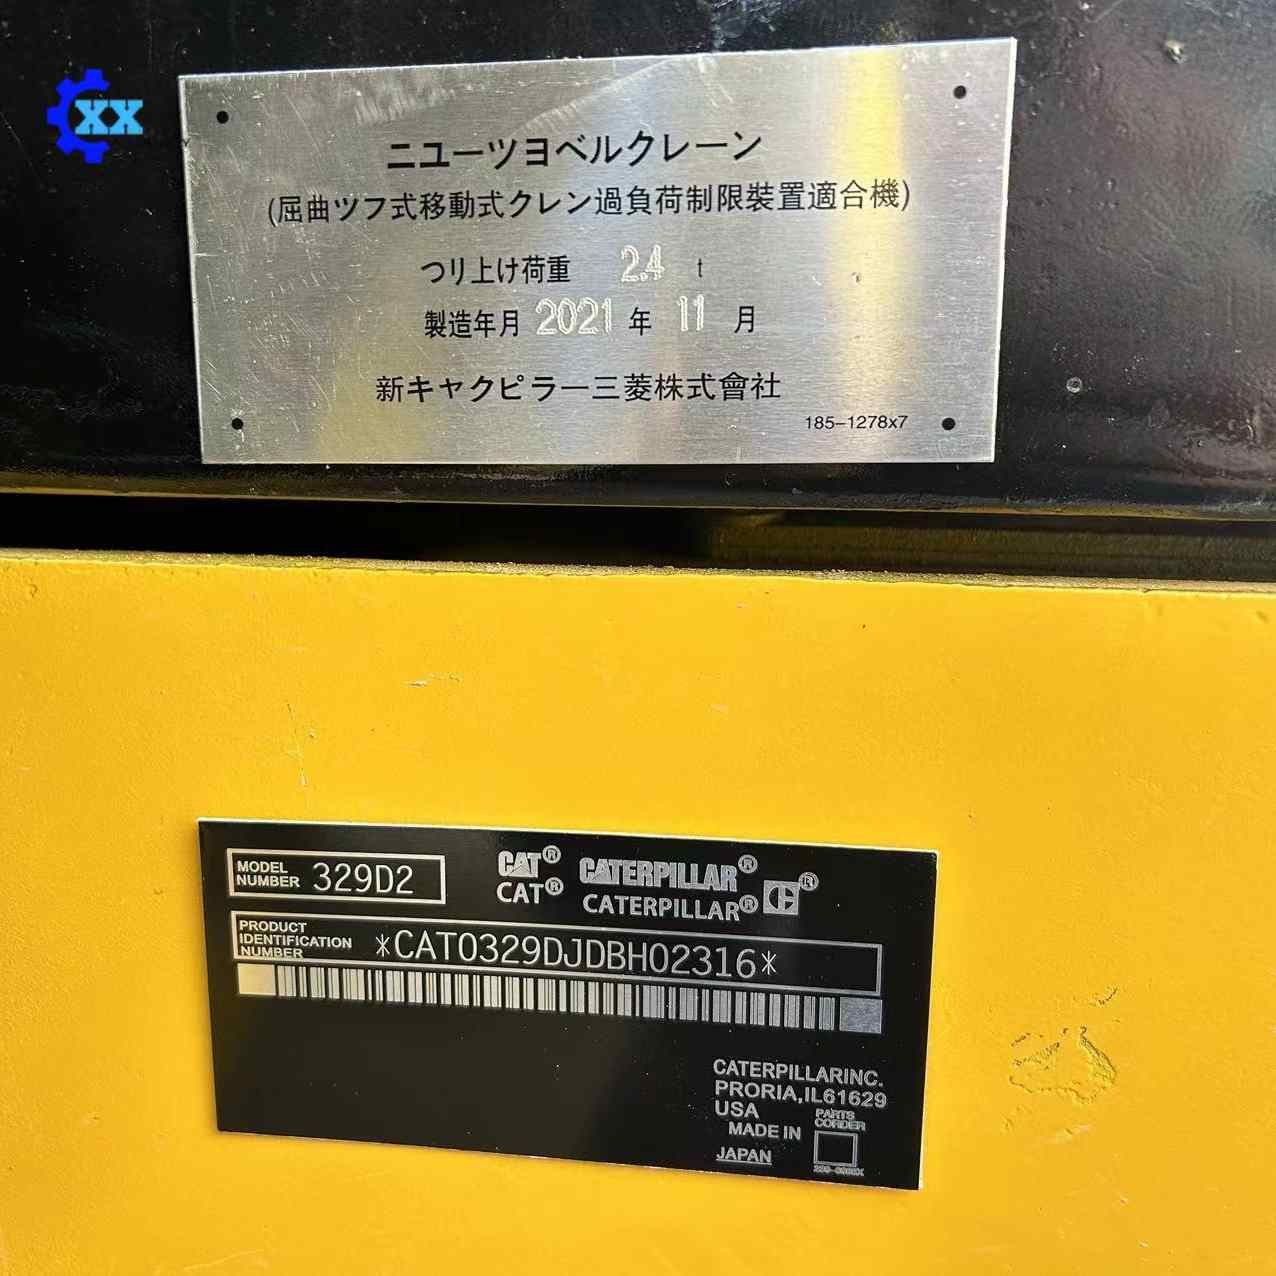 XX
ニユーツヨベルクレーン
(屈曲ツフ式移動式クレン過負荷制限装置適合機)
つり上け荷重 2.4 t
製造年月 2021 年 11 月
新キヤクピラー三菱株式會社
185-1278x7
MODEL NUMBER 329D2
CAT® CATERPILLAR® C®
CAT® CATERPILLAR®
PRODUCT IDENTIFICATION NUMBER *CAT0329DJDBH02316*
CATERPILLARINC.
PRORIA,IL61629
USA
MADE IN
JAPAN
PARTS
CORDER